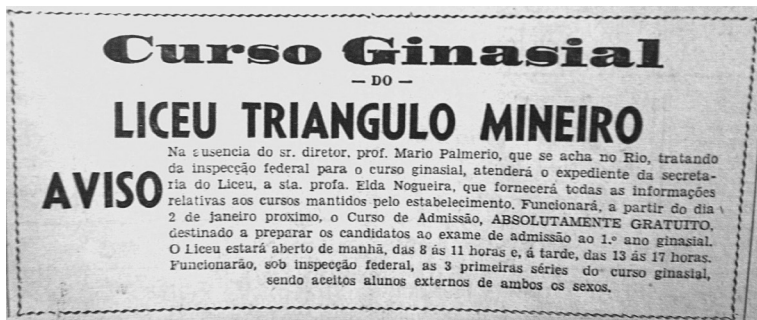 Curso Ginasial
— DO —
LICEU TRIANGULO MINEIRO
AVISO
Na ausencia do sr. diretor, prof. Mario Palmerio, que se acha no Rio, tratando
da inspecção federal para o curso ginasial, atenderá o expediente da secreta-
ria do Liceu, a sta. profa. Elda Nogueira, que fornecerá todas as informações
relativas aos cursos mantidos pelo estabelecimento. Funcionará, a partir do dia
2 de janeiro proximo, o Curso de Admissão, ABSOLUTAMENTE GRATUITO,
destinado a preparar os candidatos ao exame de admissão ao 1.º ano ginasial.
O Liceu estará aberto de manhã, das 8 ás 11 horas e, á tarde, das 13 ás 17 horas.
Funcionarão, sob inspecção federal, as 3 primeiras séries do curso ginasial,
sendo aceitos alunos externos de ambos os sexos.